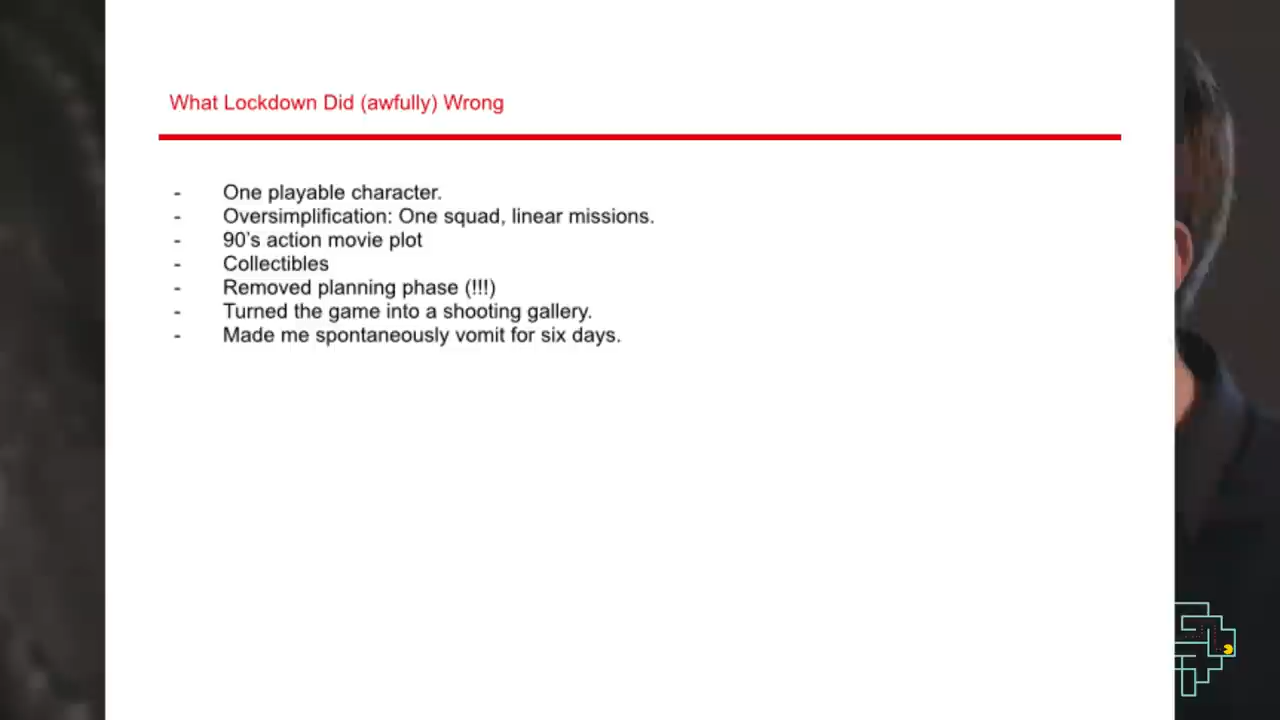 What Lockdown Did (awfully) Wrong
- One playable character.
- Oversimplification: One squad, linear missions.
- 90's action movie plot
- Collectibles
- Removed planning phase (!!!)
- Turned the game into a shooting gallery.
- Made me spontaneously vomit for six days.